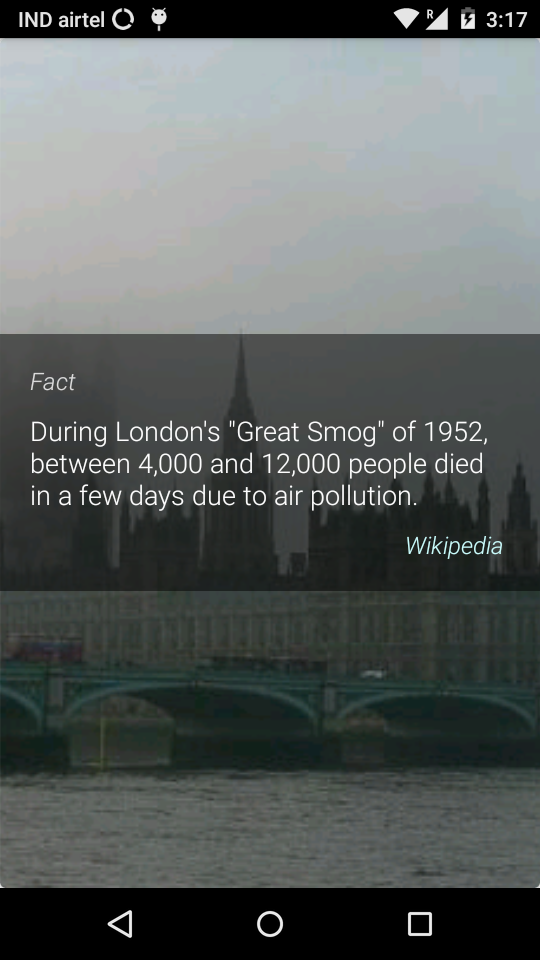 IND airtel R 3:17
Fact
During London's "Great Smog" of 1952,
between 4,000 and 12,000 people died
in a few days due to air pollution.
Wikipedia